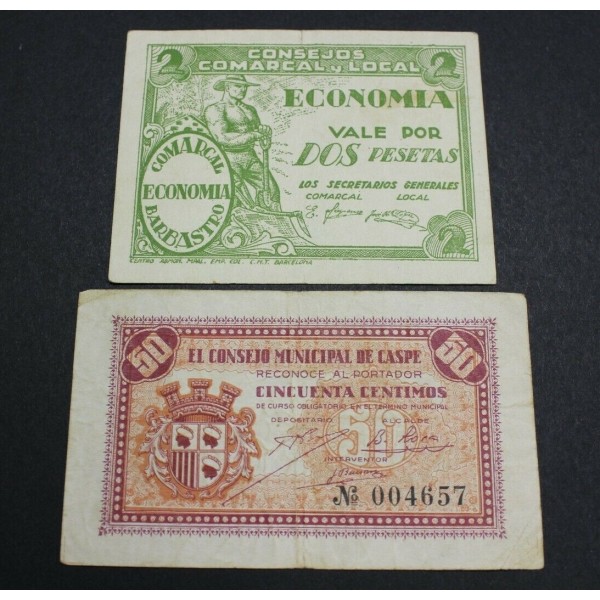 2 CONSEJOS 2
COMARCAL Y LOCAL
ECONOMIA
VALE POR
DOS PESETAS
COMARCAL
ECONOMIA
BARBASTRO
LOS SECRETARIOS GENERALES
COMARCAL LOCAL
2
50 50
EL CONSEJO MUNICIPAL DE CASPE
RECONOCE AL PORTADOR
CINCUENTA CENTIMOS
DE CURSO OBLIGATORIO EN EL TERMINO MUNICIPAL
DEPOSITARIO ALCALDE
50
INTERVENTOR
No 004657